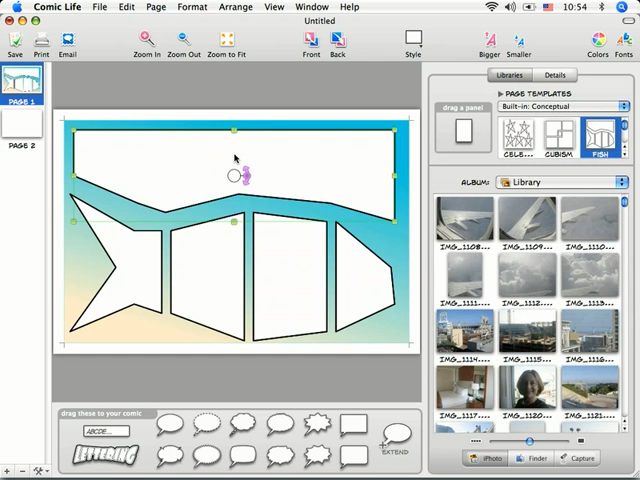 Comic Life File Edit Page Format Arrange View Window Help 10:54
Untitled
Save Print Email Zoom In Zoom Out Zoom to Fit Front Back Style Bigger Smaller Colors Fonts
PAGE 1
PAGE 2
Libraries Details
PAGE TEMPLATES
drag a panel
Built-in: Conceptual
CELE... CUBISM FISH
ALBUM: Library
IMG_1108... IMG_1109... IMG_1110...
IMG_1111... IMG_1112... IMG_1113...
IMG_1114... IMG_1115... IMG_1116...
IMG_1117... IMG_1120... IMG_1121...
drag these to your comic
ABCDE...
LETTERING
EXTEND
iPhoto Finder Capture